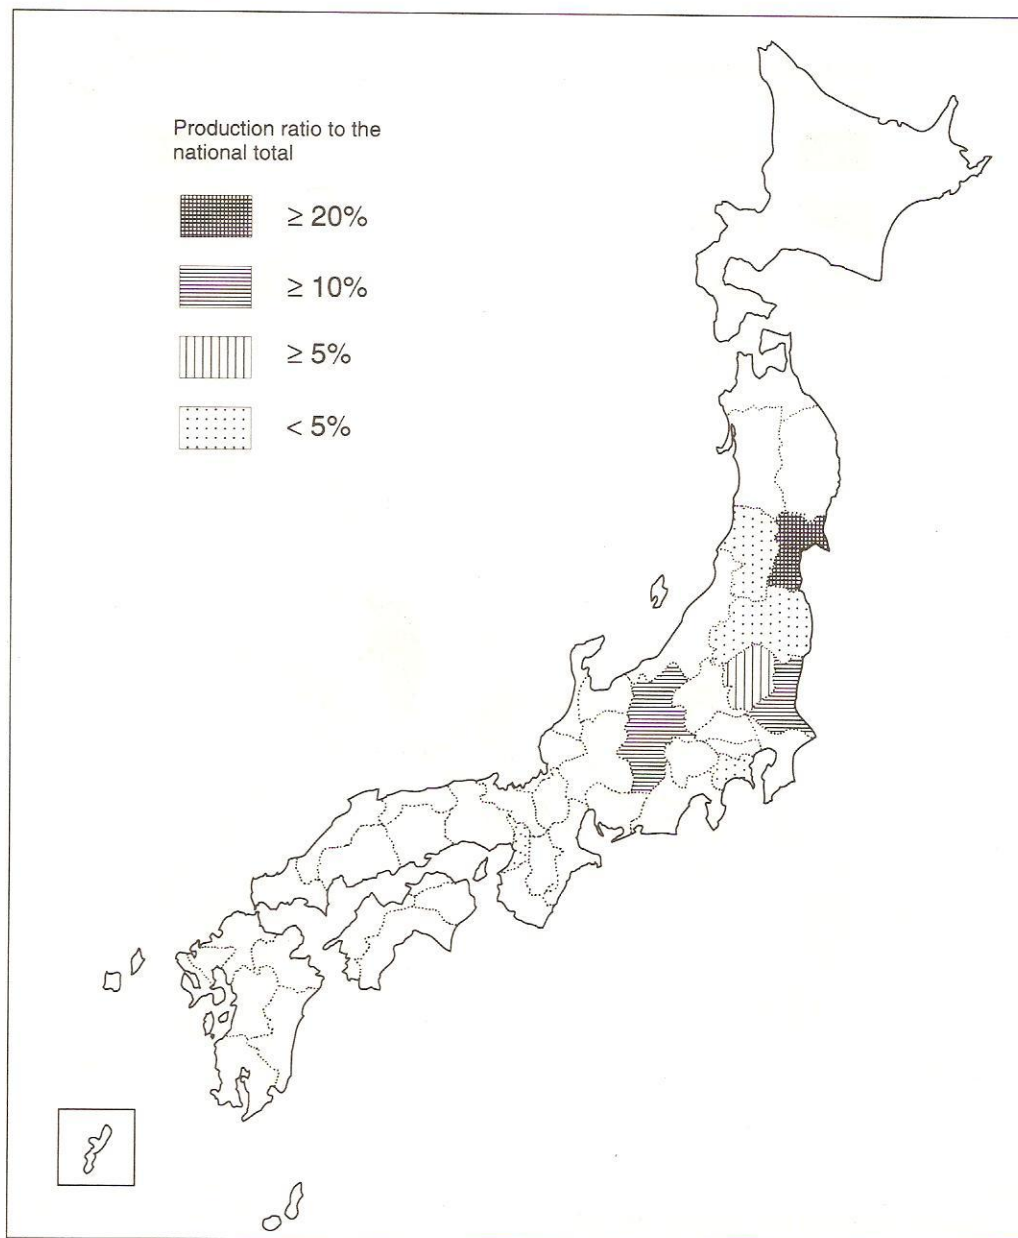 Production ratio to the
national total
≥ 20%
≥ 10%
≥ 5%
< 5%